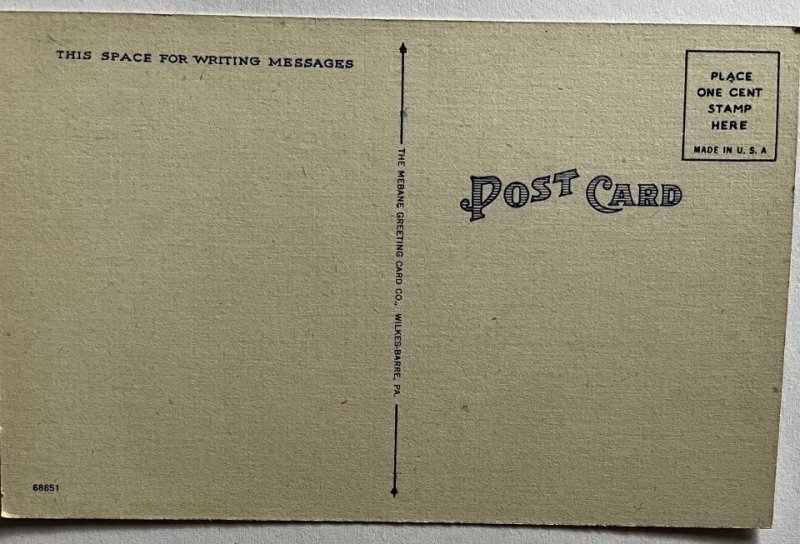 THIS SPACE FOR WRITING MESSAGES
PLACE
ONE CENT
STAMP
HERE
MADE IN U. S. A
POST CARD
THE MEBANE GREETING CARD CO., WILKES-BARRE, PA.
68651